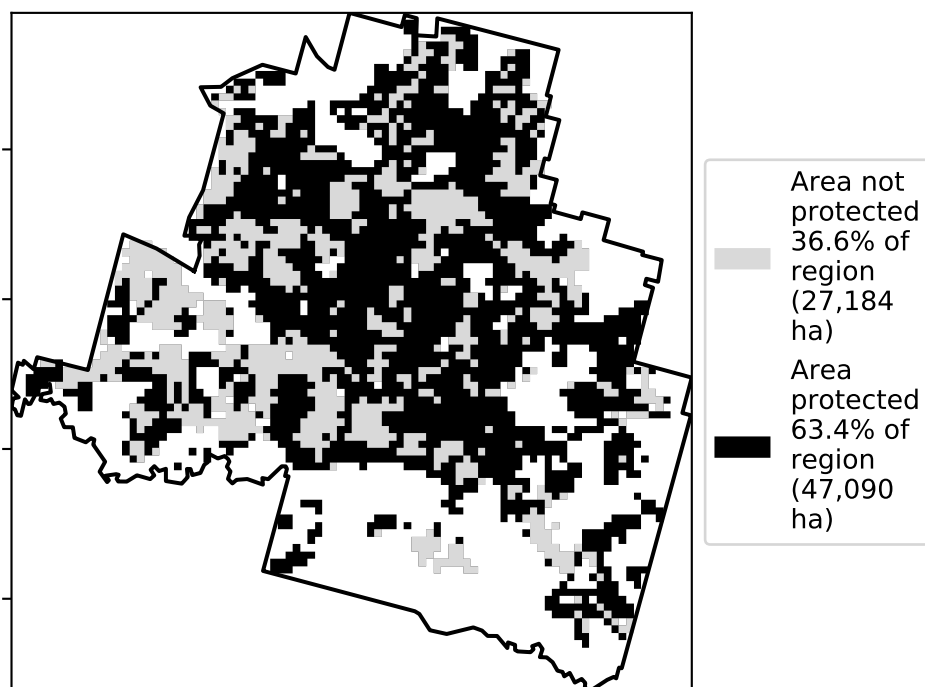 Area not
protected
36.6% of
region
(27,184
ha)
Area
protected
63.4% of
region
(47,090
ha)